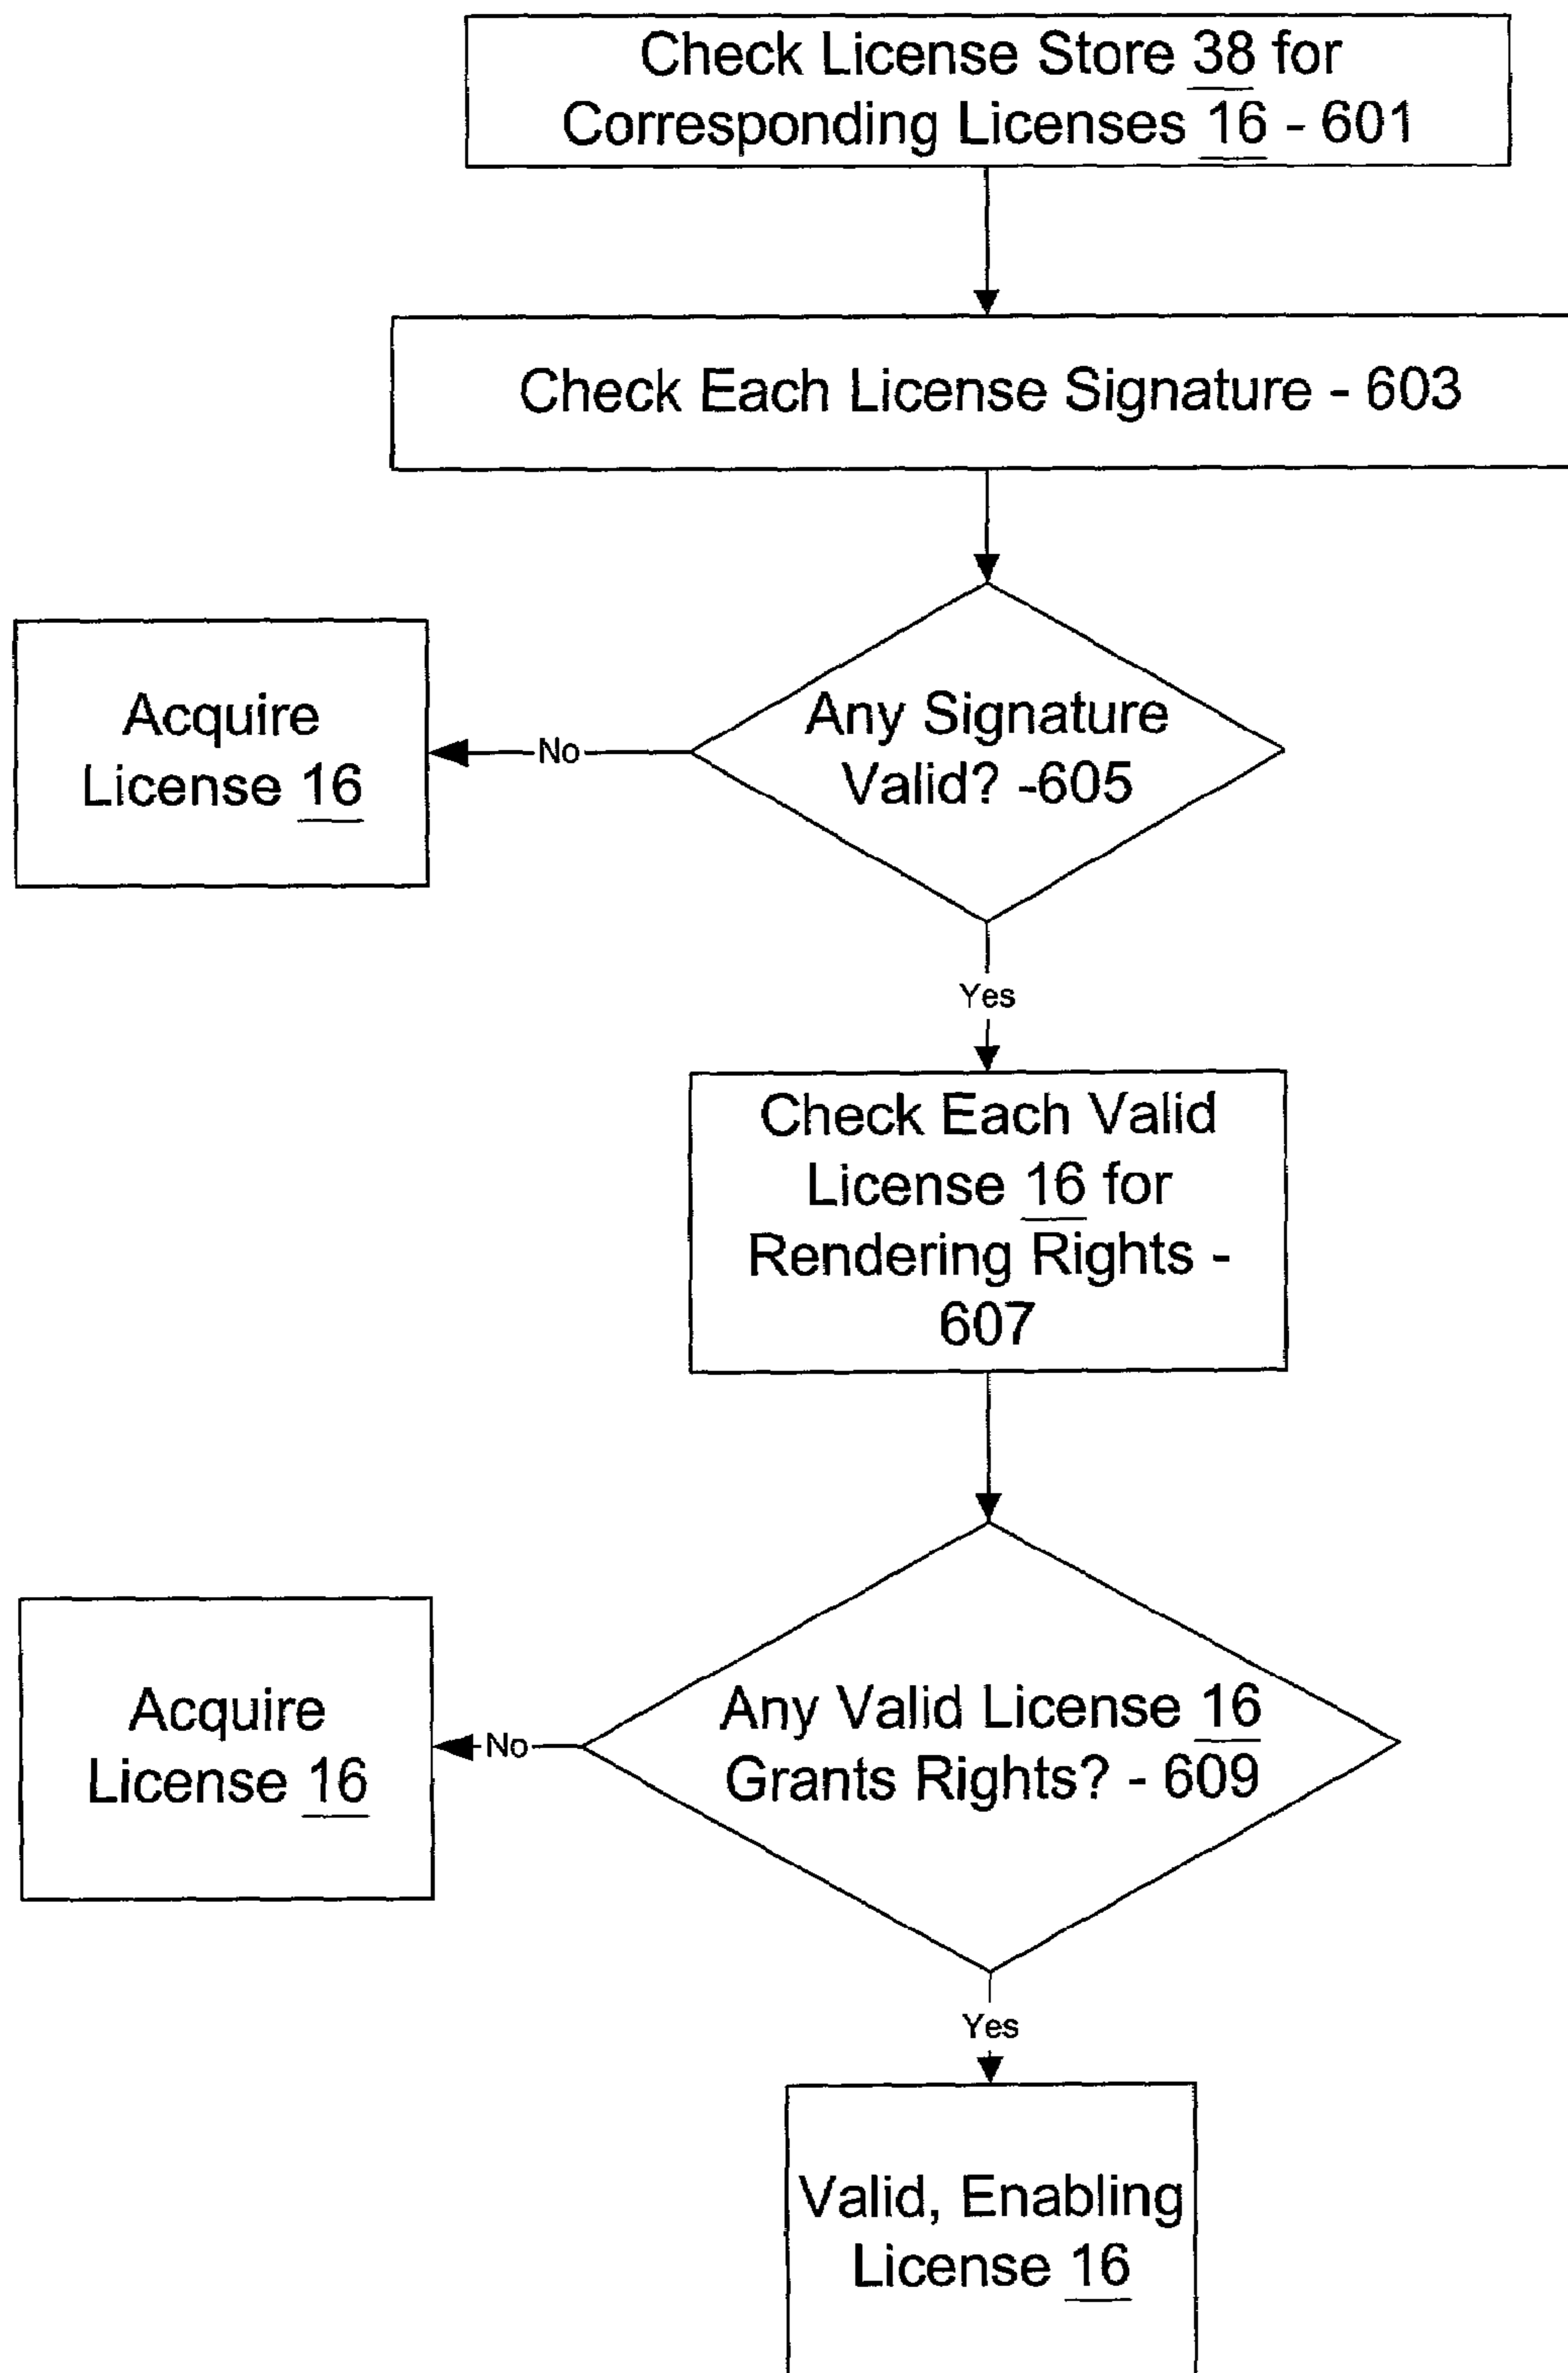 Check License Store 38 for
Corresponding Licenses 16 - 601
Check Each License Signature - 603
Any Signature
Valid? -605
No
Acquire
License 16
Yes
Check Each Valid
License 16 for
Rendering Rights -
607
Any Valid License 16
Grants Rights? - 609
No
Acquire
License 16
Yes
Valid, Enabling
License 16